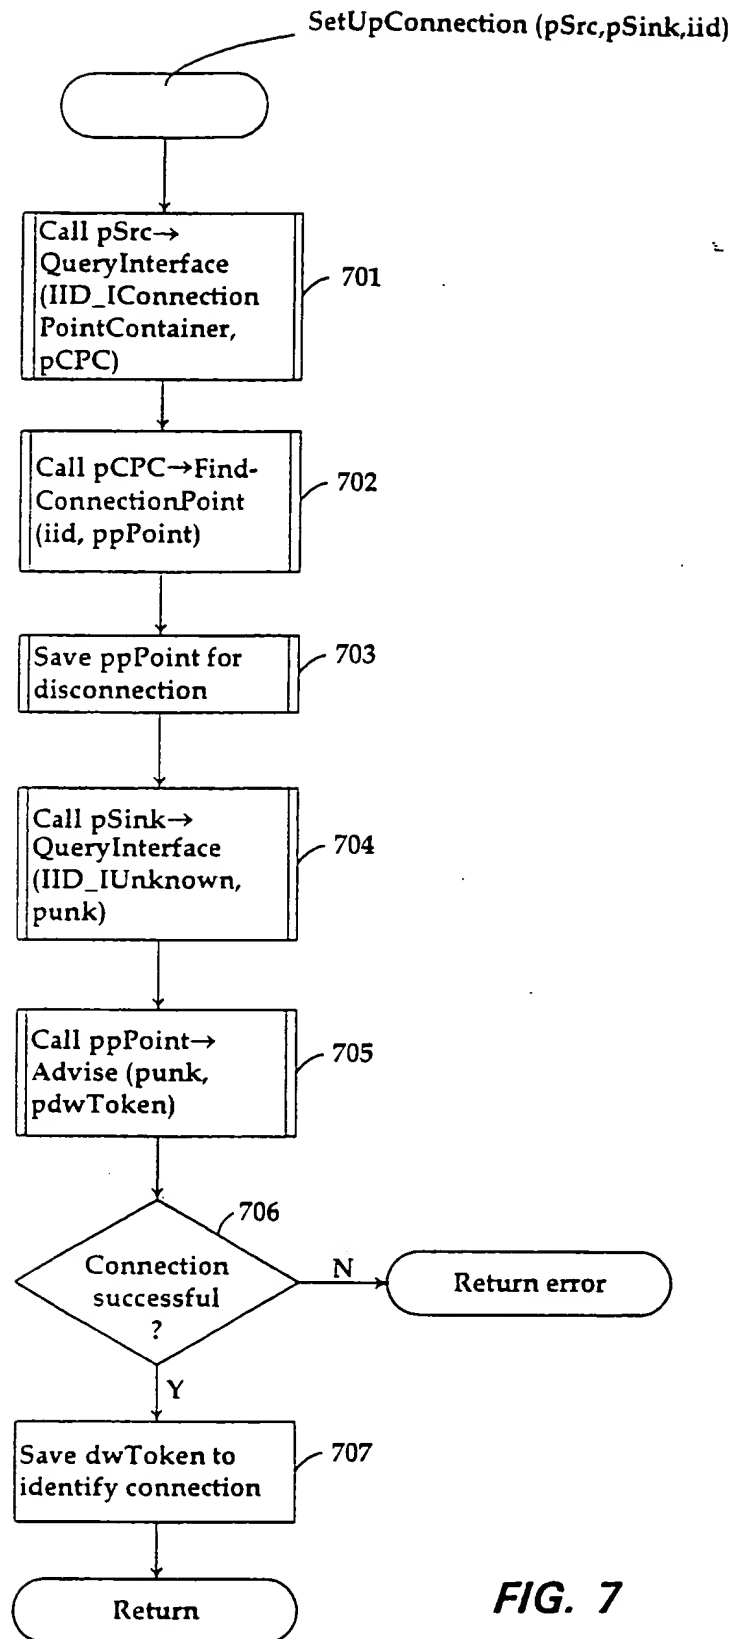 SetUpConnection (pSrc,pSink,iid)
Call pSrc→
QueryInterface
(IID_IConnection
PointContainer,
pCPC)
701
Call pCPC→Find-
ConnectionPoint
(iid, ppPoint)
702
Save ppPoint for
disconnection
703
Call pSink→
QueryInterface
(IID_IUnknown,
punk)
704
Call ppPoint→
Advise (punk,
pdwToken)
705
706
Connection
successful
?
N
Return error
Y
Save dwToken to
identify connection
707
Return
FIG. 7